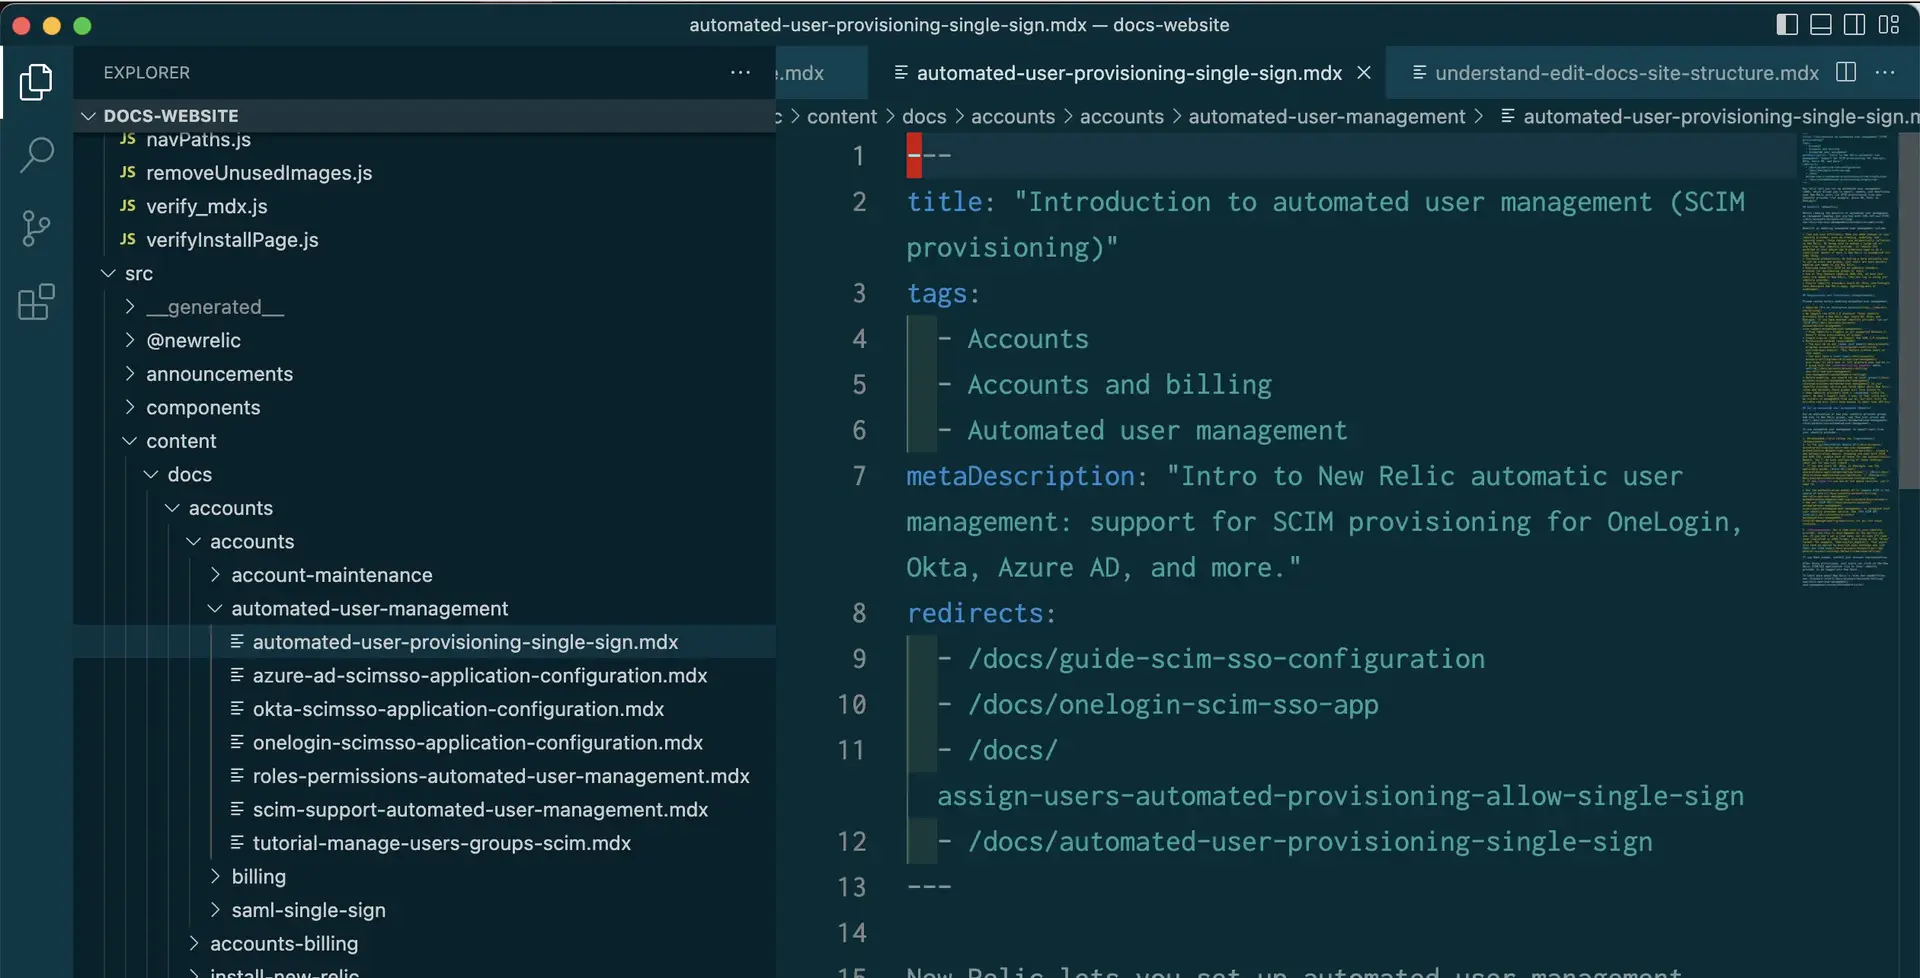 automated-user-provisioning-single-sign.mdx — docs-website
EXPLORER
DOCS-WEBSITE
JS navPaths.js
JS removeUnusedImages.js
JS verify_mdx.js
JS verifyInstallPage.js
src
__generated__
@newrelic
announcements
components
content
docs
accounts
accounts
account-maintenance
automated-user-management
automated-user-provisioning-single-sign.mdx
azure-ad-scimsso-application-configuration.mdx
okta-scimsso-application-configuration.mdx
onelogin-scimsso-application-configuration.mdx
roles-permissions-automated-user-management.mdx
scim-support-automated-user-management.mdx
tutorial-manage-users-groups-scim.mdx
billing
saml-single-sign
accounts-billing
install-new-relic
.mdx automated-user-provisioning-single-sign.mdx understand-edit-docs-site-structure.mdx
content > docs > accounts > accounts > automated-user-management > automated-user-provisioning-single-sign.m
1 ---
2 title: "Introduction to automated user management (SCIM
provisioning)"
3 tags:
4 - Accounts
5 - Accounts and billing
6 - Automated user management
7 metaDescription: "Intro to New Relic automatic user
management: support for SCIM provisioning for OneLogin,
Okta, Azure AD, and more."
8 redirects:
9 - /docs/guide-scim-sso-configuration
10 - /docs/onelogin-scim-sso-app
11 - /docs/
assign-users-automated-provisioning-allow-single-sign
12 - /docs/automated-user-provisioning-single-sign
13 ---
14
15 New Relic lets you set up automated user management